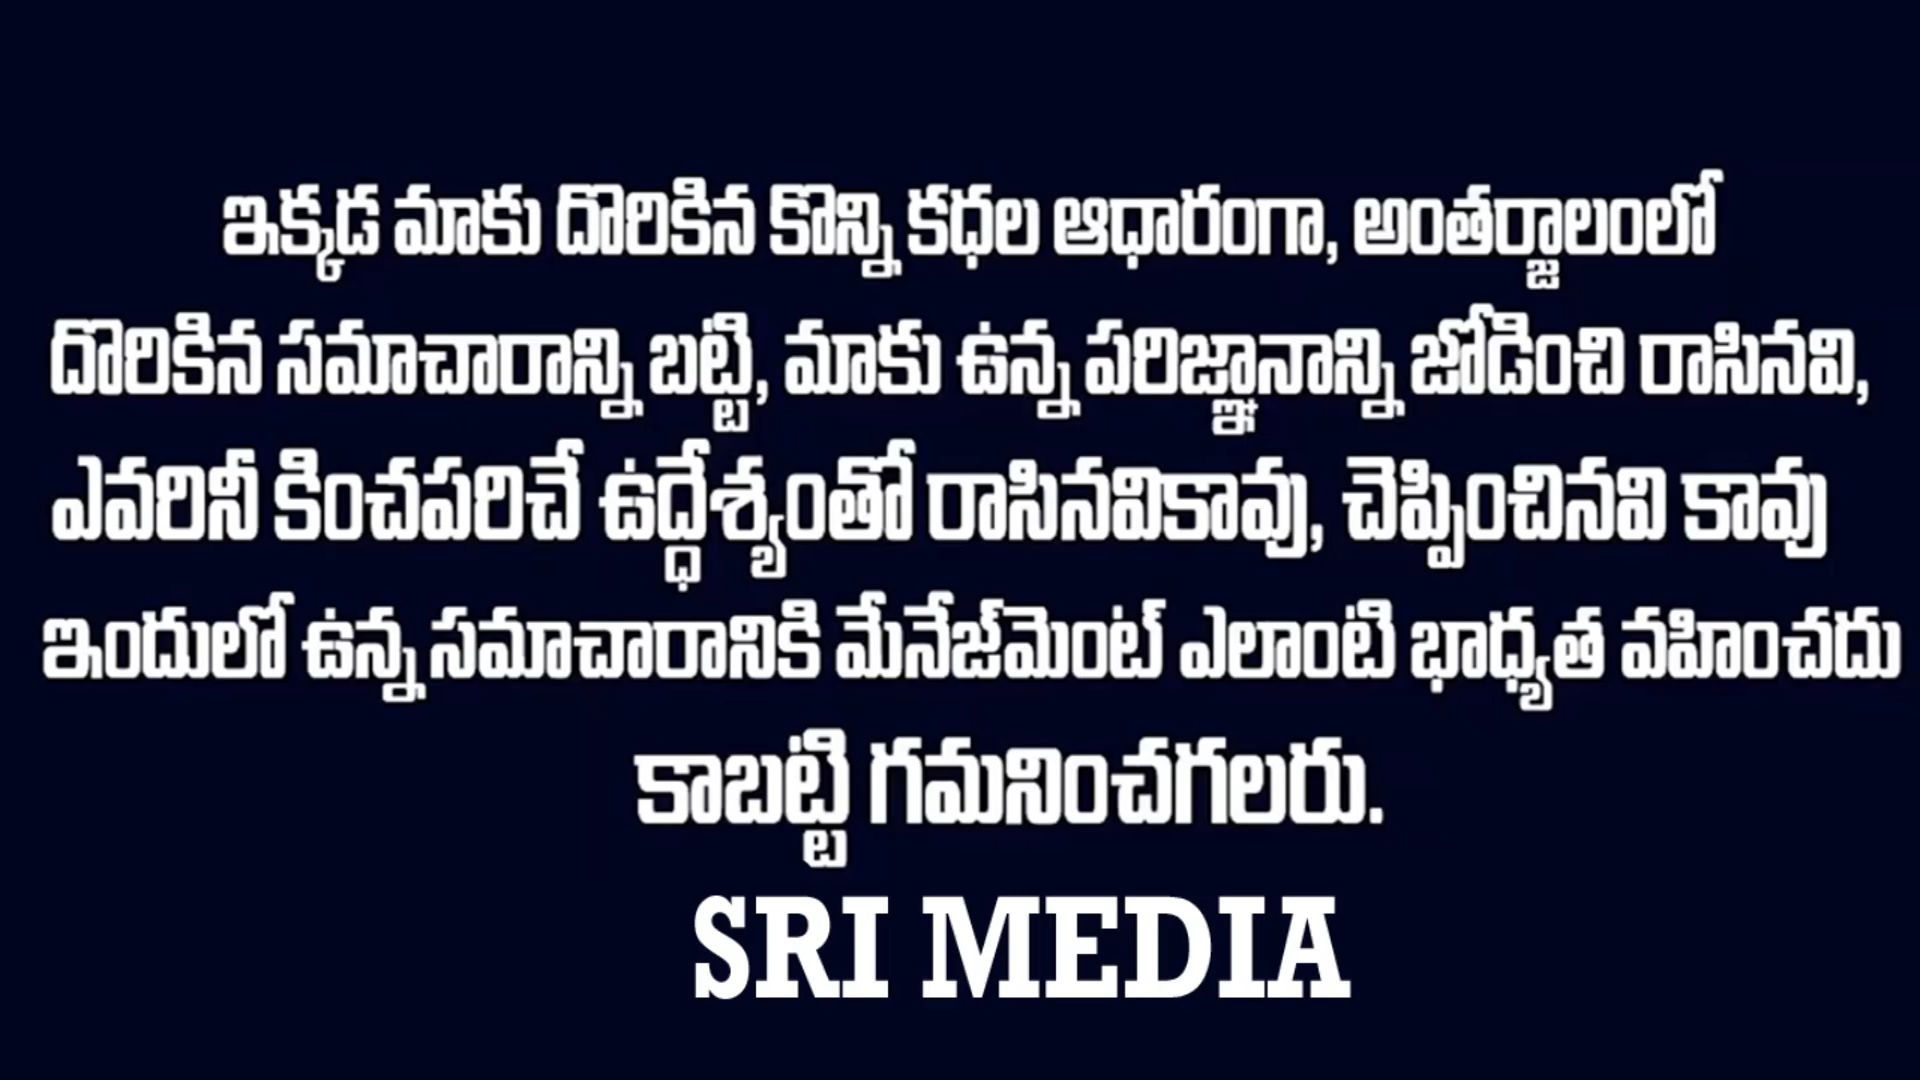 ఇక్కడ మాకు దొరికిన కొన్ని కధల ఆధారంగా, అంతర్జాలంలో
దొరికిన సమాచారాన్ని బట్టి, మాకు ఉన్న పరిజ్ఞానాన్ని జోడించి రాసినవి,
ఎవరినీ కించపరిచే ఉద్ధేశ్యంతో రాసినవికావు, చెప్పించినవి కావు
ఇందులో ఉన్న సమాచారానికి మేనేజ్‌మెంట్ ఎలాంటి భాధ్యత వహించదు
కాబట్టి గమనించగలరు.
SRI MEDIA